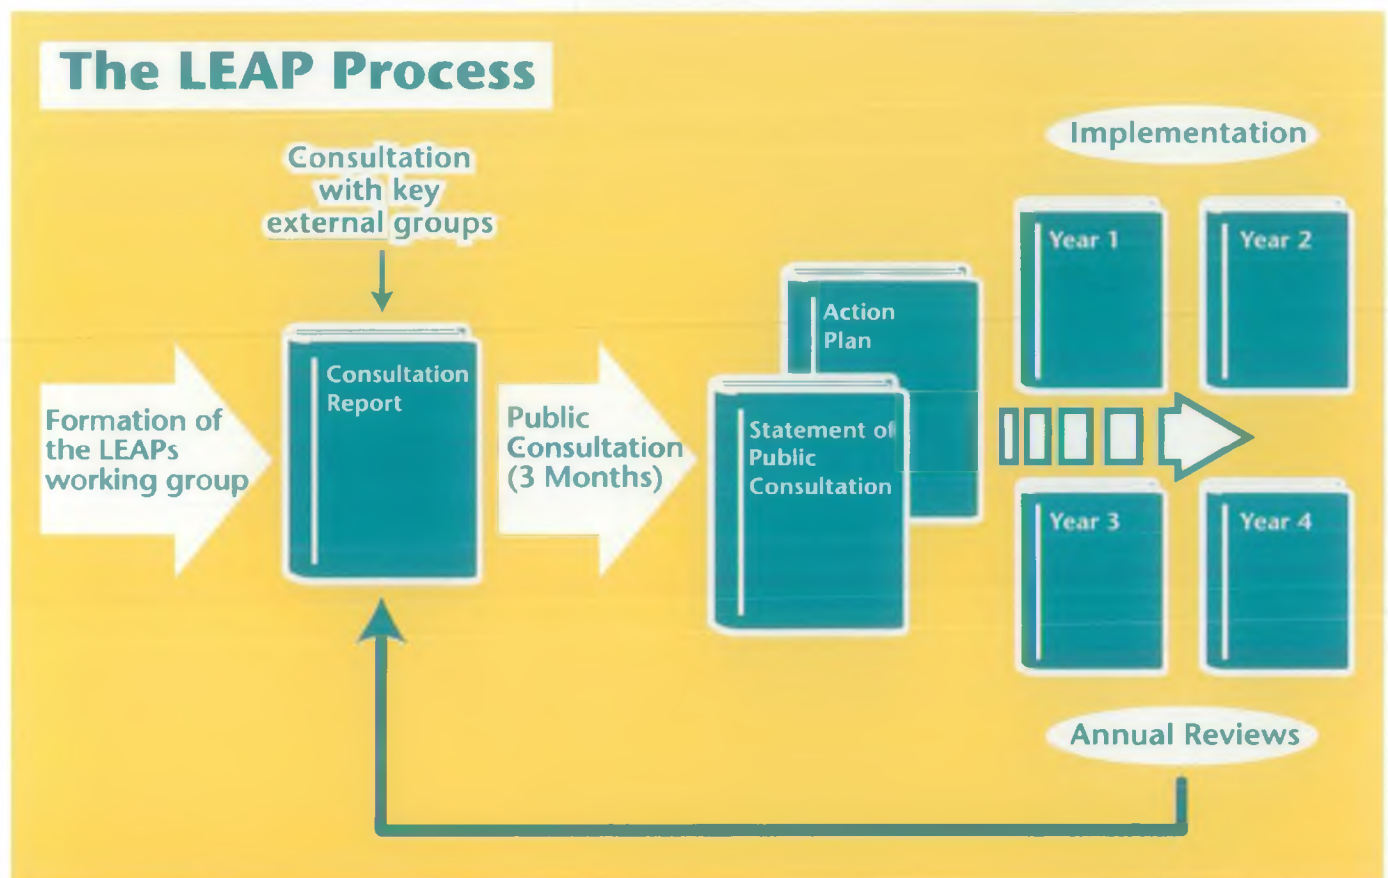 The LEAP Process
Consultation
with key
external groups
Implementation
Formation of
the LEAPs
working group
Consultation
Report
Public
Consultation
(3 Months)
Action
Plan
Statement of
Public
Consultation
Year 1
Year 2
Year 3
Year 4
Annual Reviews